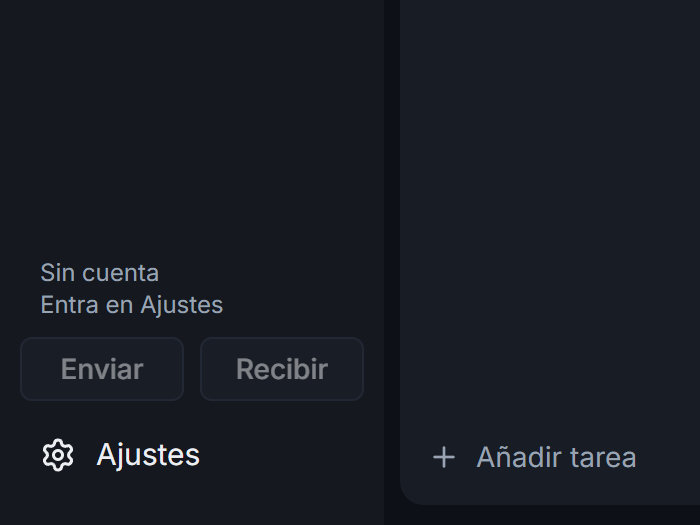 Sin cuenta
Entra en Ajustes
Enviar
Recibir
Ajustes
Añadir tarea